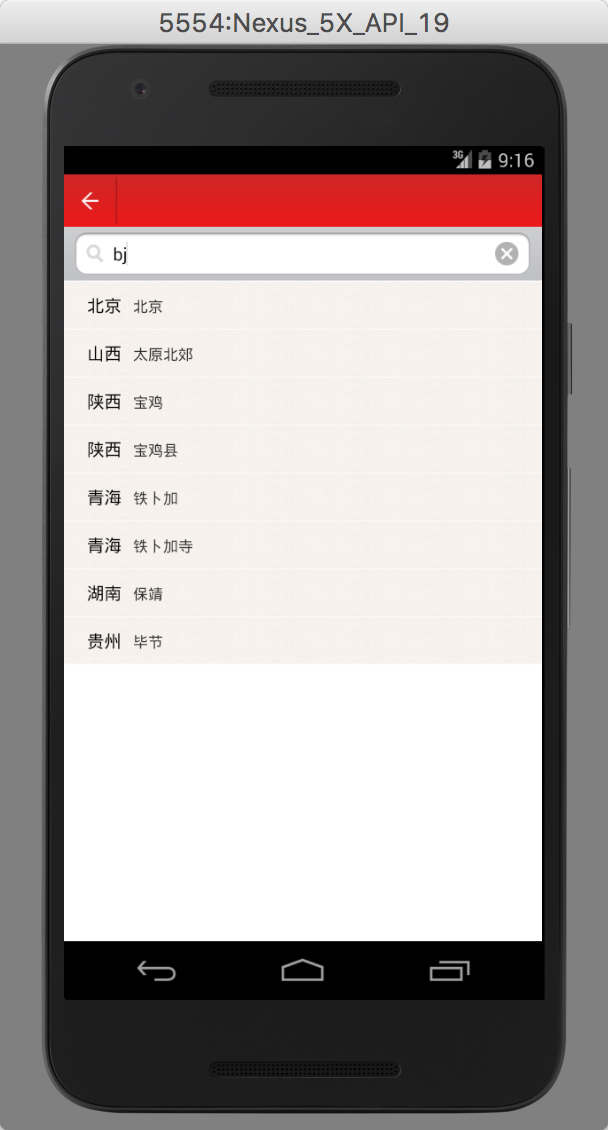 5554:Nexus_5X_API_19
3G 9:16
bj
北京 北京
山西 太原北郊
陕西 宝鸡
陕西 宝鸡县
青海 铁卜加
青海 铁卜加寺
湖南 保靖
贵州 毕节